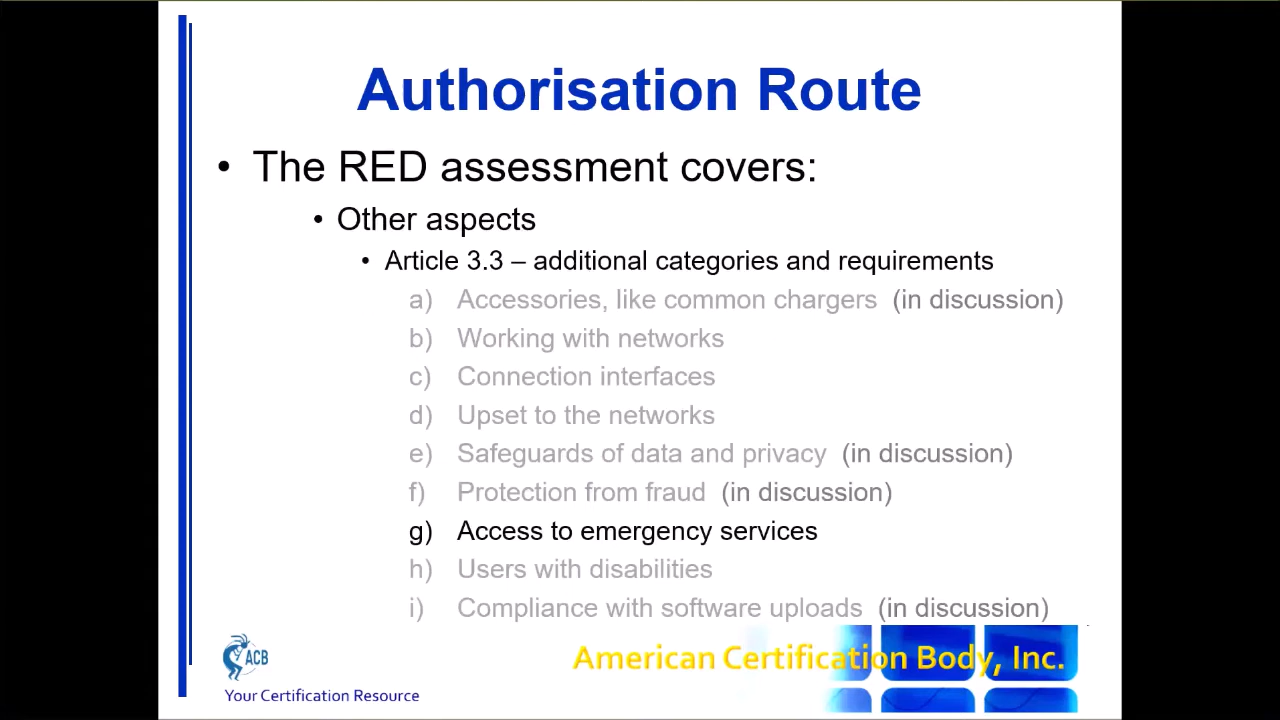 Authorisation Route
• The RED assessment covers:
• Other aspects
• Article 3.3 – additional categories and requirements
a) Accessories, like common chargers (in discussion)
b) Working with networks
c) Connection interfaces
d) Upset to the networks
e) Safeguards of data and privacy (in discussion)
f) Protection from fraud (in discussion)
g) Access to emergency services
h) Users with disabilities
i) Compliance with software uploads (in discussion)
ACB
American Certification Body, Inc.
Your Certification Resource